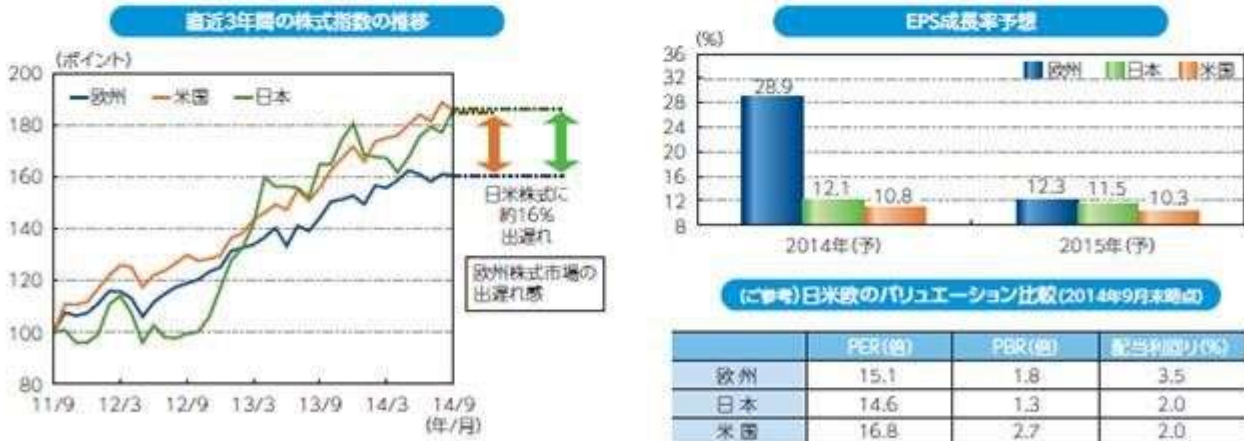 直近3年間の株式指数の推移
(ポイント)
200
180
160
140
120
100
80
欧州 米国 日本
11/9 12/3 12/9 13/3 13/9 14/3 14/9
(年/月)
日米株式に
約16%
出遅れ
欧州株式市場の
出遅れ感
EPS成長率予想
(%)
36
32
28
24
20
16
12
8
欧州 日本 米国
28.9
12.1
10.8
12.3
11.5
10.3
2014年(予) 2015年(予)
(ご参考)日米欧のバリュエーション比較(2014年9月末時点)
PER(倍) PBR(倍) 配当利回り(%)
欧州 15.1 1.8 3.5
日本 14.6 1.3 2.0
米国 16.8 2.7 2.0